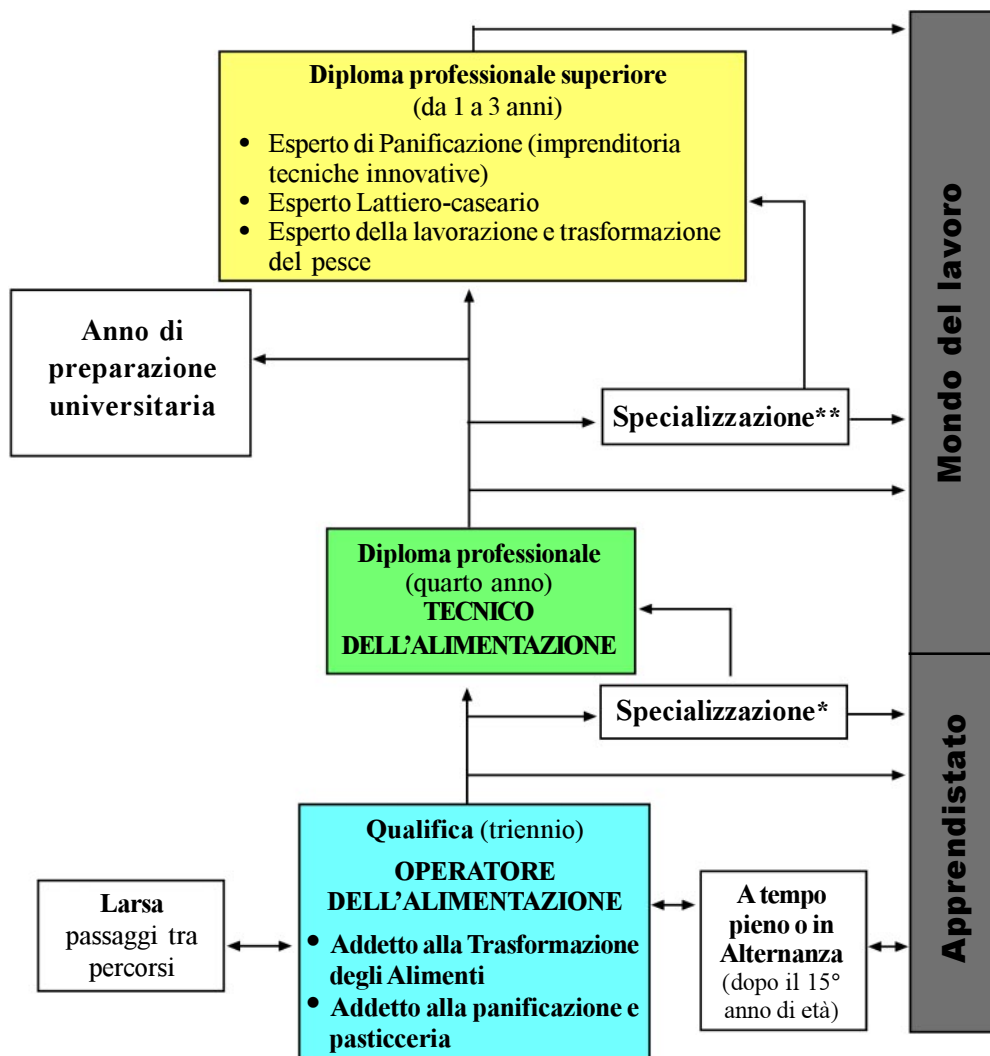 Diploma professionale superiore
(da 1 a 3 anni)
• Esperto di Panificazione (imprenditoria
tecniche innovative)
• Esperto Lattiero-caseario
• Esperto della lavorazione e trasformazione
del pesce
Anno di
preparazione
universitaria
Specializzazione**
Mondo del lavoro
Diploma professionale
(quarto anno)
TECNICO
DELL’ALIMENTAZIONE
Specializzazione*
Apprendistato
Qualifica (triennio)
OPERATORE
DELL’ALIMENTAZIONE
• Addetto alla Trasformazione
degli Alimenti
• Addetto alla panificazione e
pasticceria
Larsa
passaggi tra
percorsi
A tempo
pieno o in
Alternanza
(dopo il 15°
anno di età)